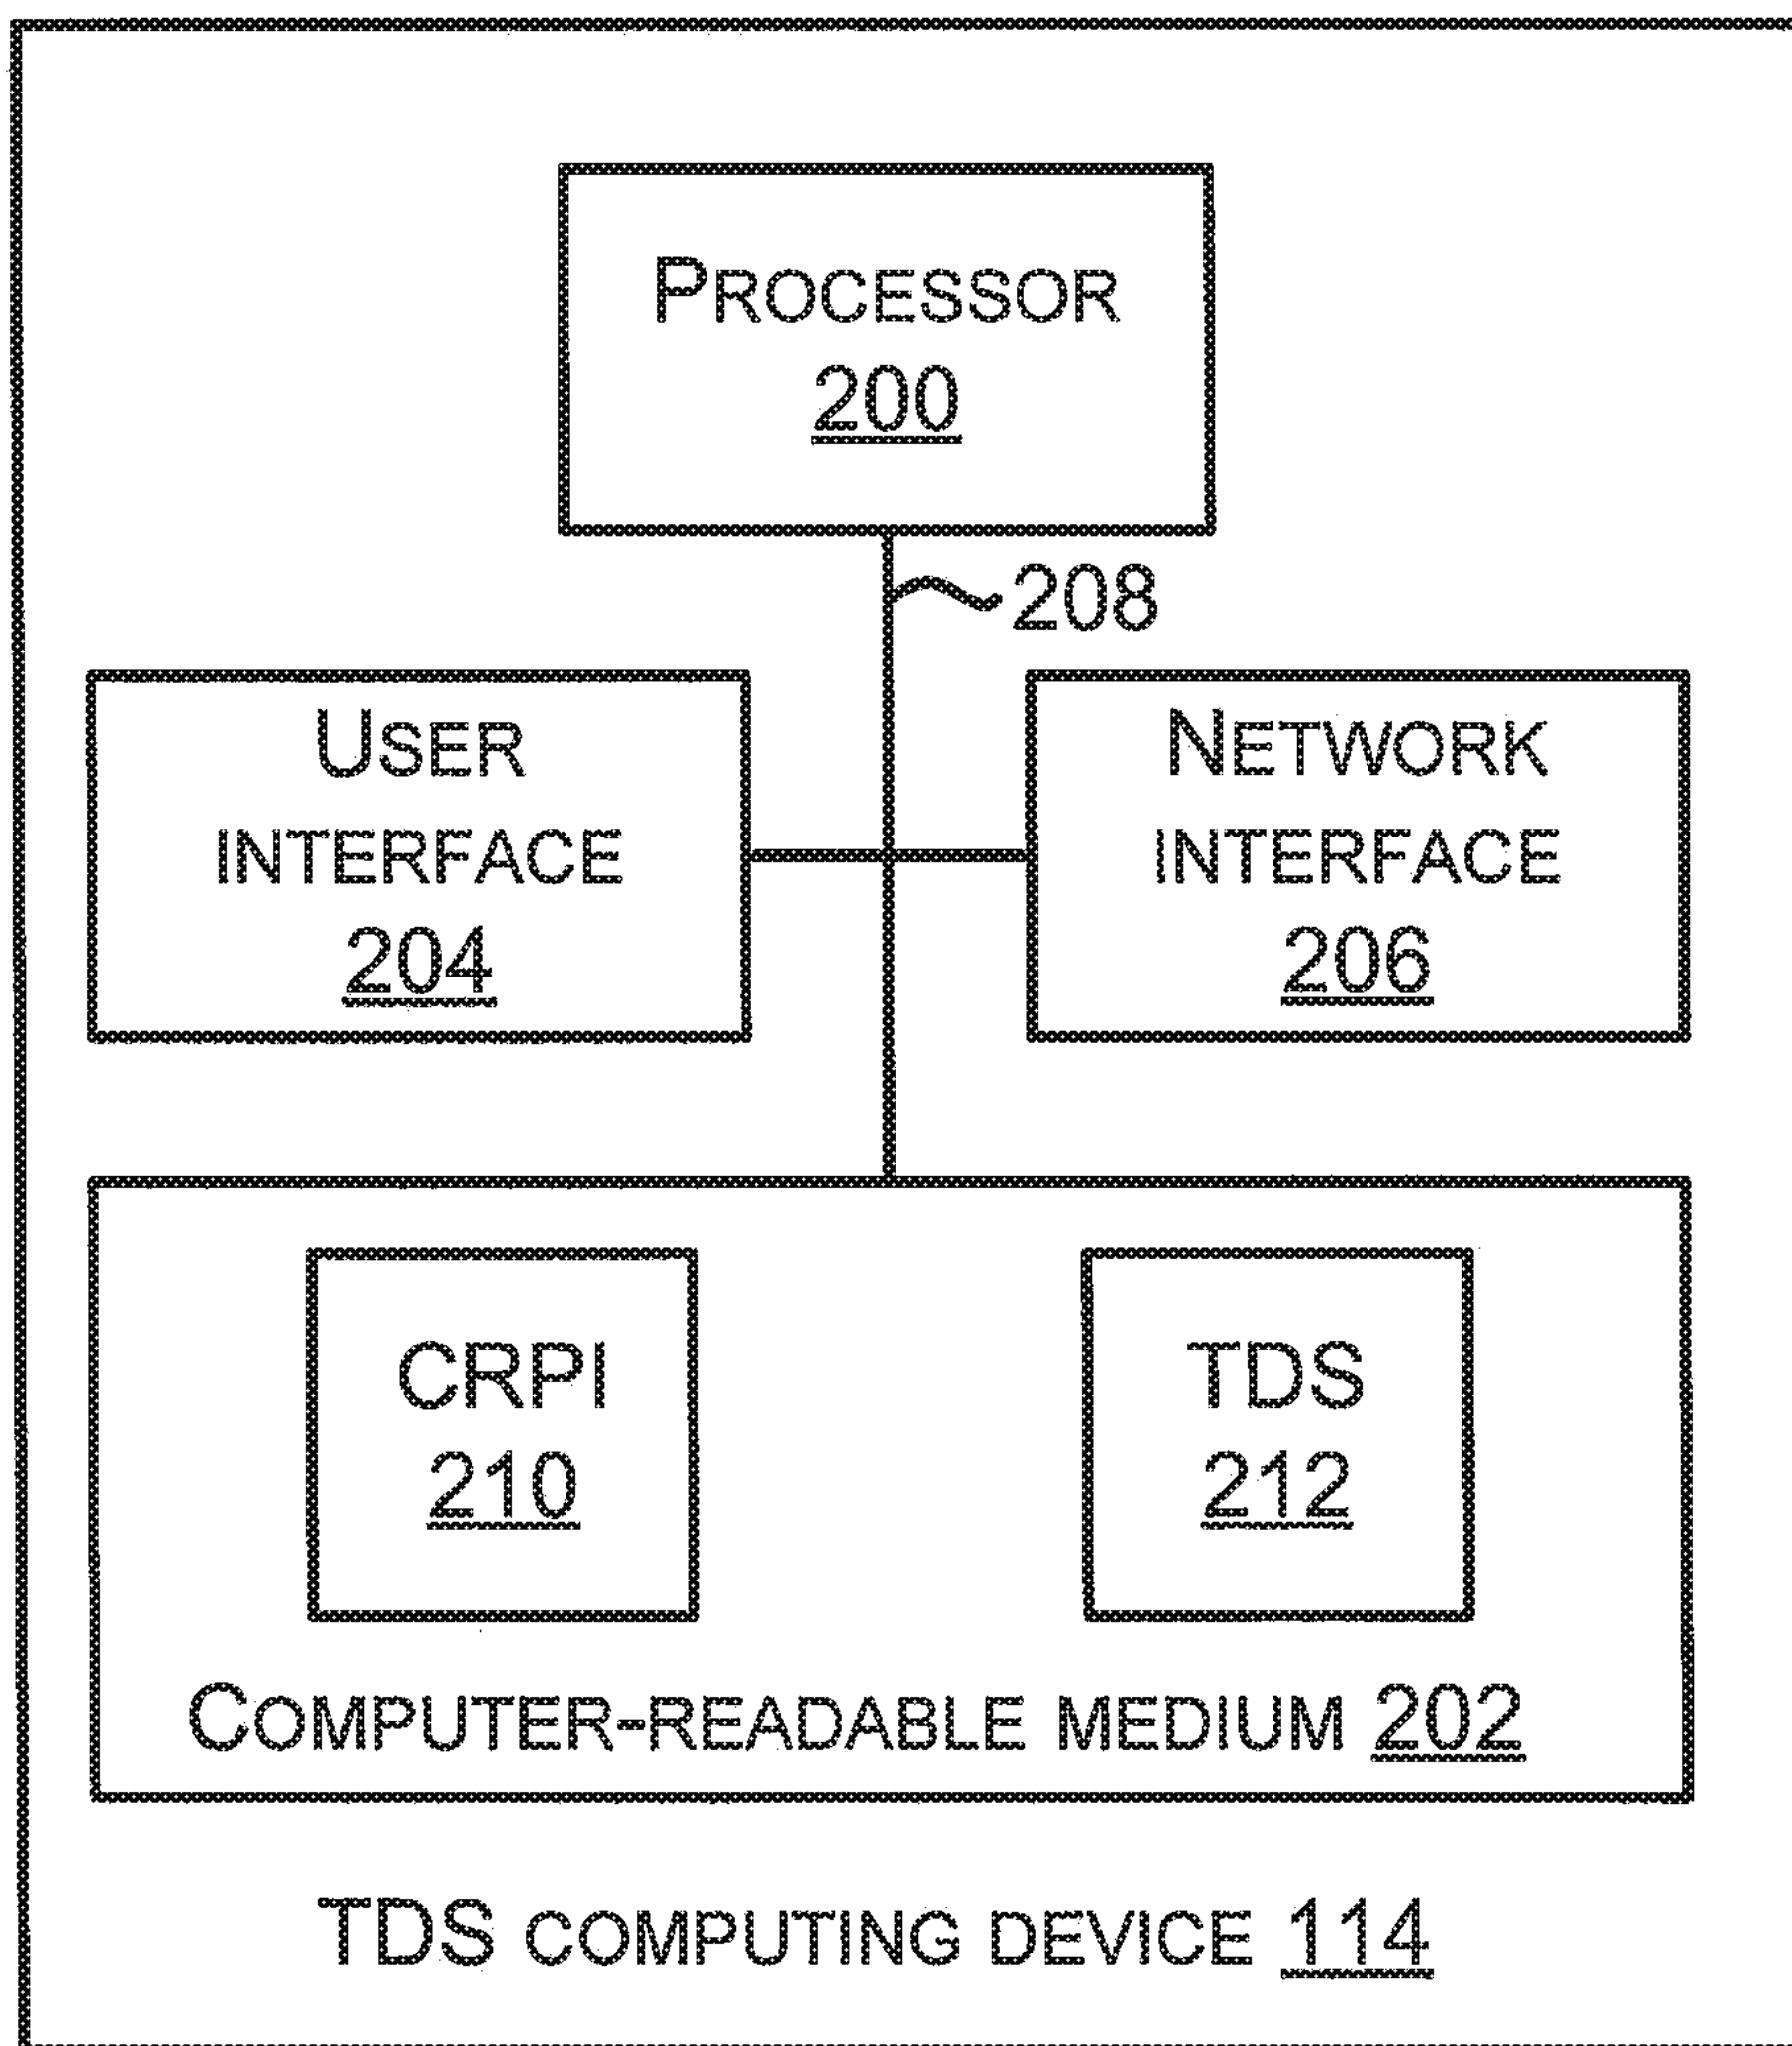 PROCESSOR
200
208
USER
INTERFACE
204
NETWORK
INTERFACE
206
CRPI
210
TDS
212
COMPUTER-READABLE MEDIUM 202
TDS COMPUTING DEVICE 114